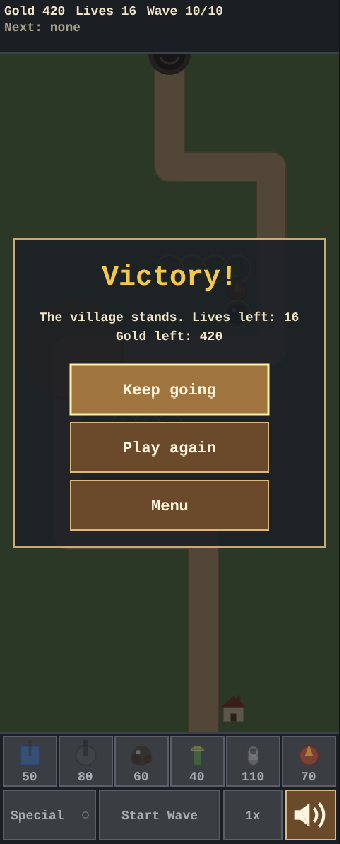 Gold 420 Lives 16 Wave 10/10
Next: none
Victory!
The village stands. Lives left: 16
Gold left: 420
Keep going
Play again
Menu
50 80 60 40 110 70
Special Start Wave 1x